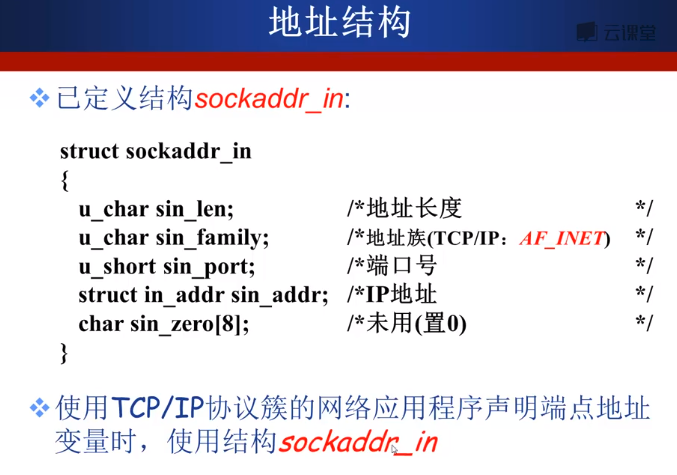 地址结构
云课堂
已定义结构sockaddr_in:
struct sockaddr_in
{
u_char sin_len; /*地址长度 */
u_char sin_family; /*地址族(TCP/IP：AF_INET) */
u_short sin_port; /*端口号 */
struct in_addr sin_addr; /*IP地址 */
char sin_zero[8]; /*未用(置0) */
}
使用TCP/IP协议簇的网络应用程序声明端点地址
变量时，使用结构sockaddr_in